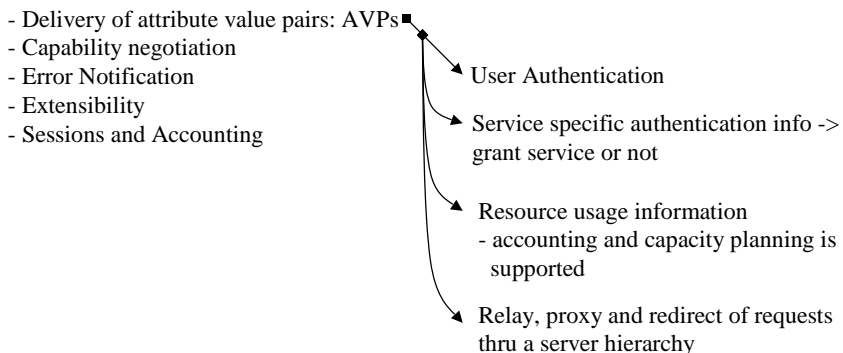 - Delivery of attribute value pairs: AVPs
- Capability negotiation
- Error Notification
- Extensibility
- Sessions and Accounting
User Authentication
Service specific authentication info ->
grant service or not
Resource usage information
- accounting and capacity planning is
supported
Relay, proxy and redirect of requests
thru a server hierarchy